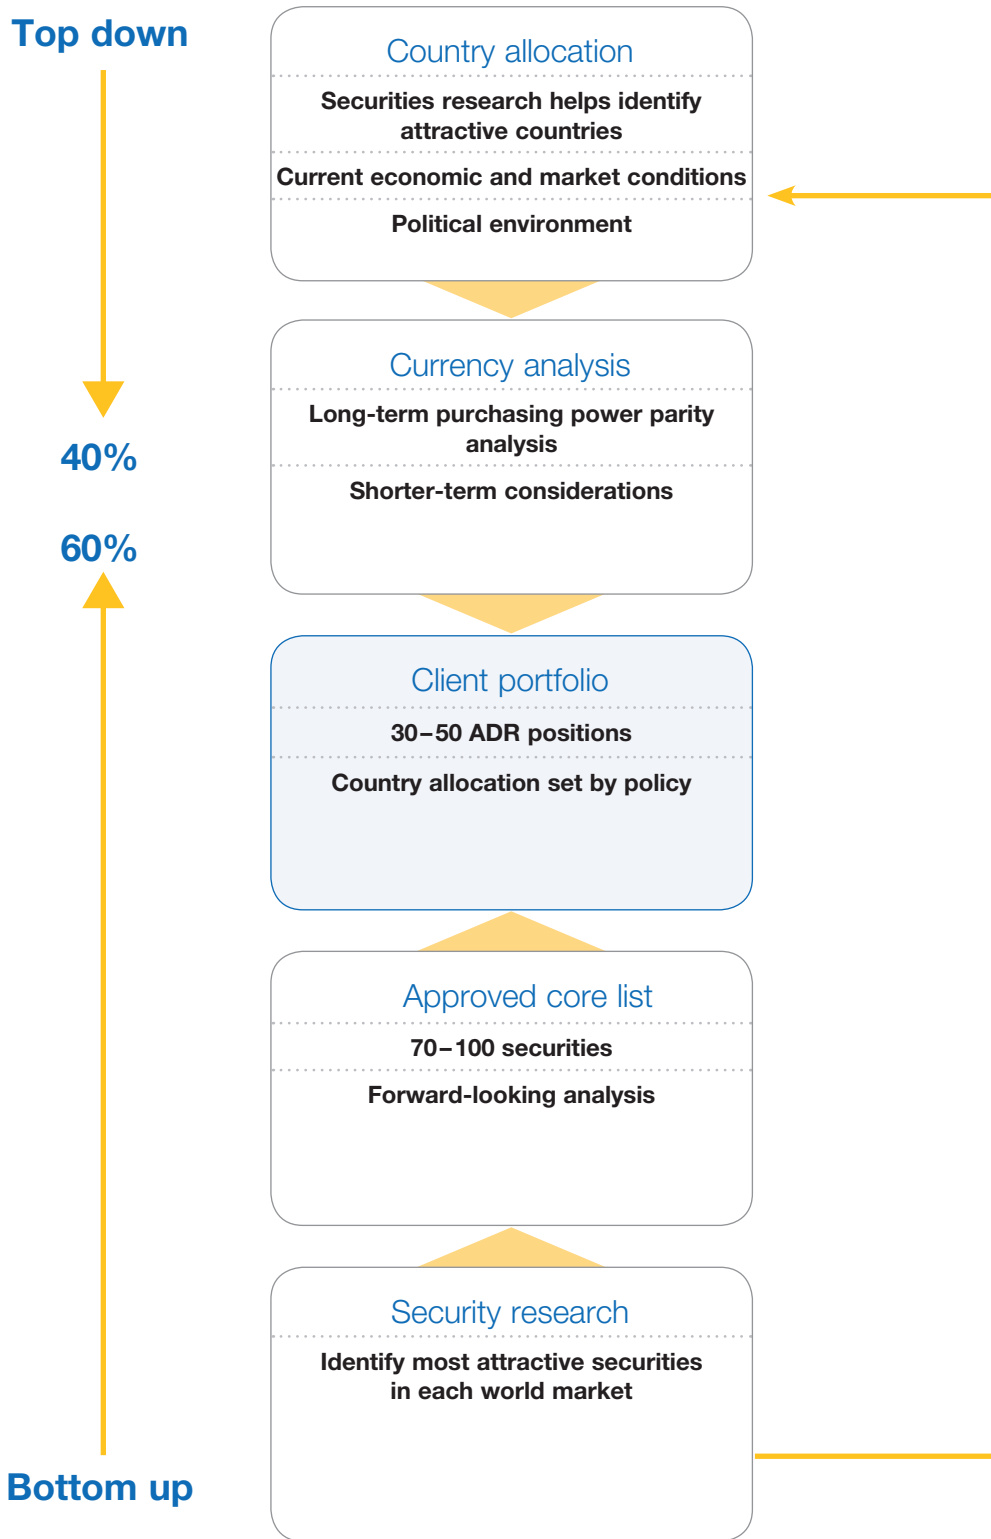 Top down
Country allocation
Securities research helps identify
attractive countries
Current economic and market conditions
Political environment
Currency analysis
Long-term purchasing power parity
analysis
Shorter-term considerations
40%
60%
Client portfolio
30–50 ADR positions
Country allocation set by policy
Approved core list
70–100 securities
Forward-looking analysis
Security research
Identify most attractive securities
in each world market
Bottom up